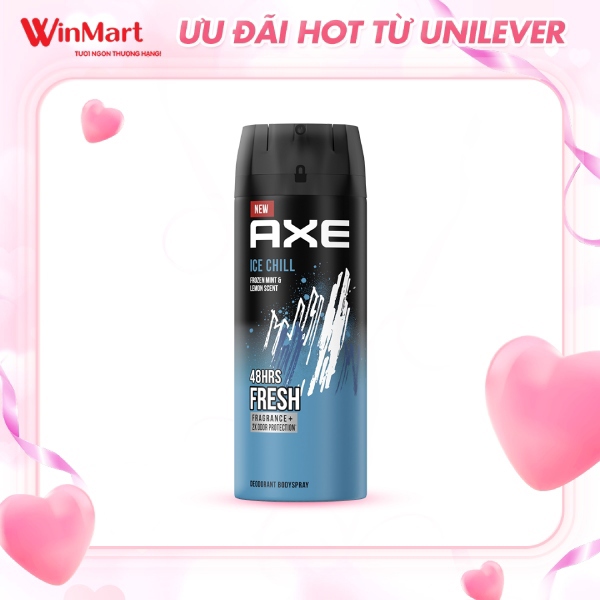 WinMart
TƯƠI NGON THƯỢNG HẠNG!
ƯU ĐÃI HOT TỪ UNILEVER
NEW
AXE
ICE CHILL
FROZEN MINT &
LEMON SCENT
48HRS
FRESH
FRAGRANCE+
2X ODOR PROTECTION
DEODORANT BODYSPRAY